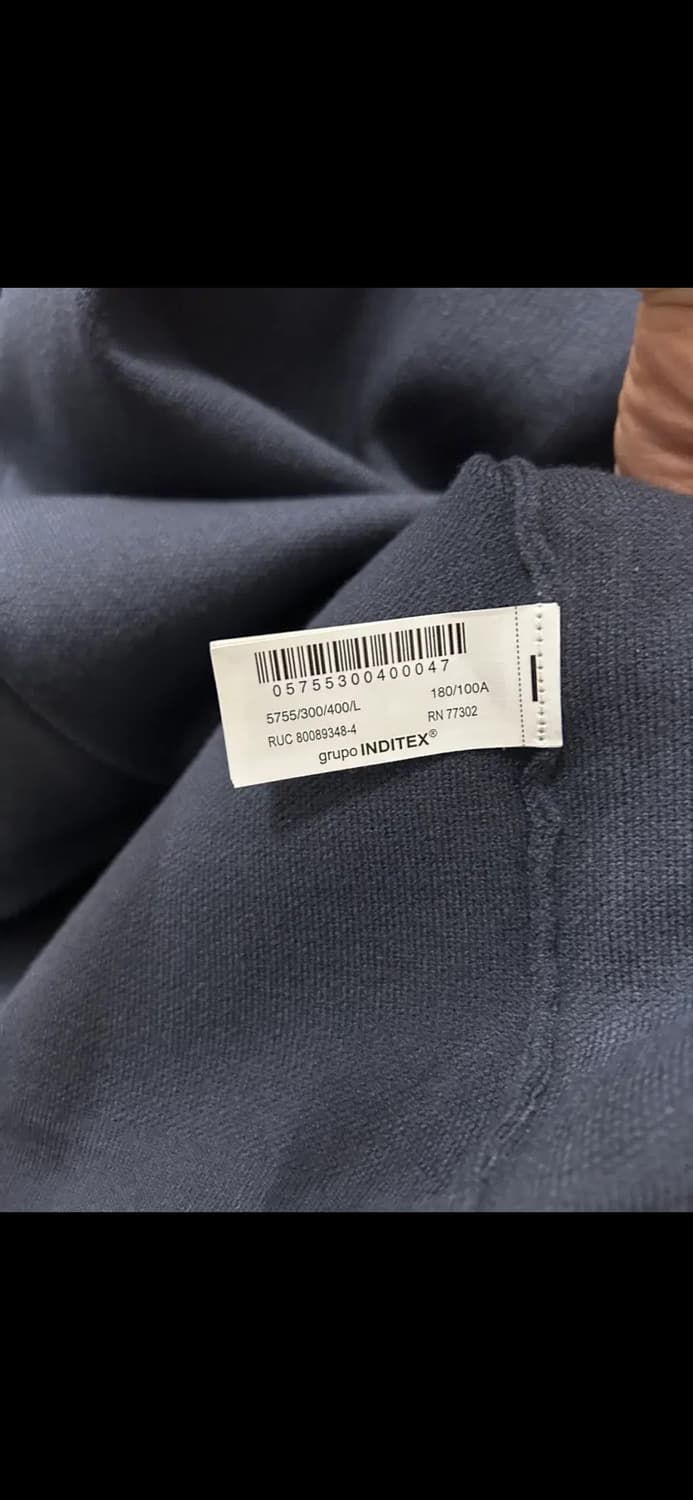 05755300400047
5755/300/400/L 180/100A
RUC 80089348-4 RN 77302
grupo INDITEX®